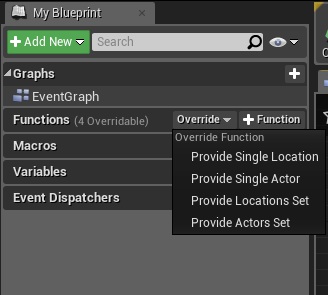 My Blueprint
Add New
Search
Graphs
EventGraph
Functions (4 Overridable) Override Function
Override Function
Macros
Provide Single Location
Provide Single Actor
Variables
Provide Locations Set
Event Dispatchers
Provide Actors Set